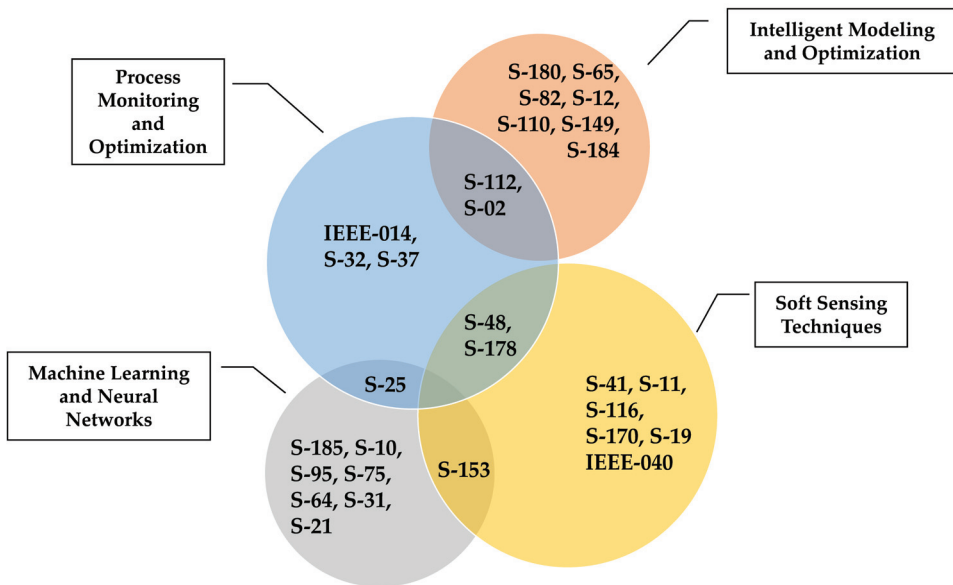 Intelligent Modeling
and Optimization
Process
Monitoring
and
Optimization
S-180, S-65,
S-82, S-12,
S-110, S-149,
S-184
S-112,
S-02
IEEE-014,
S-32, S-37
Soft Sensing
Techniques
S-48,
S-178
Machine Learning
and Neural
Networks
S-25
S-41, S-11,
S-116,
S-170, S-19
IEEE-040
S-185, S-10,
S-95, S-75,
S-64, S-31,
S-21
S-153